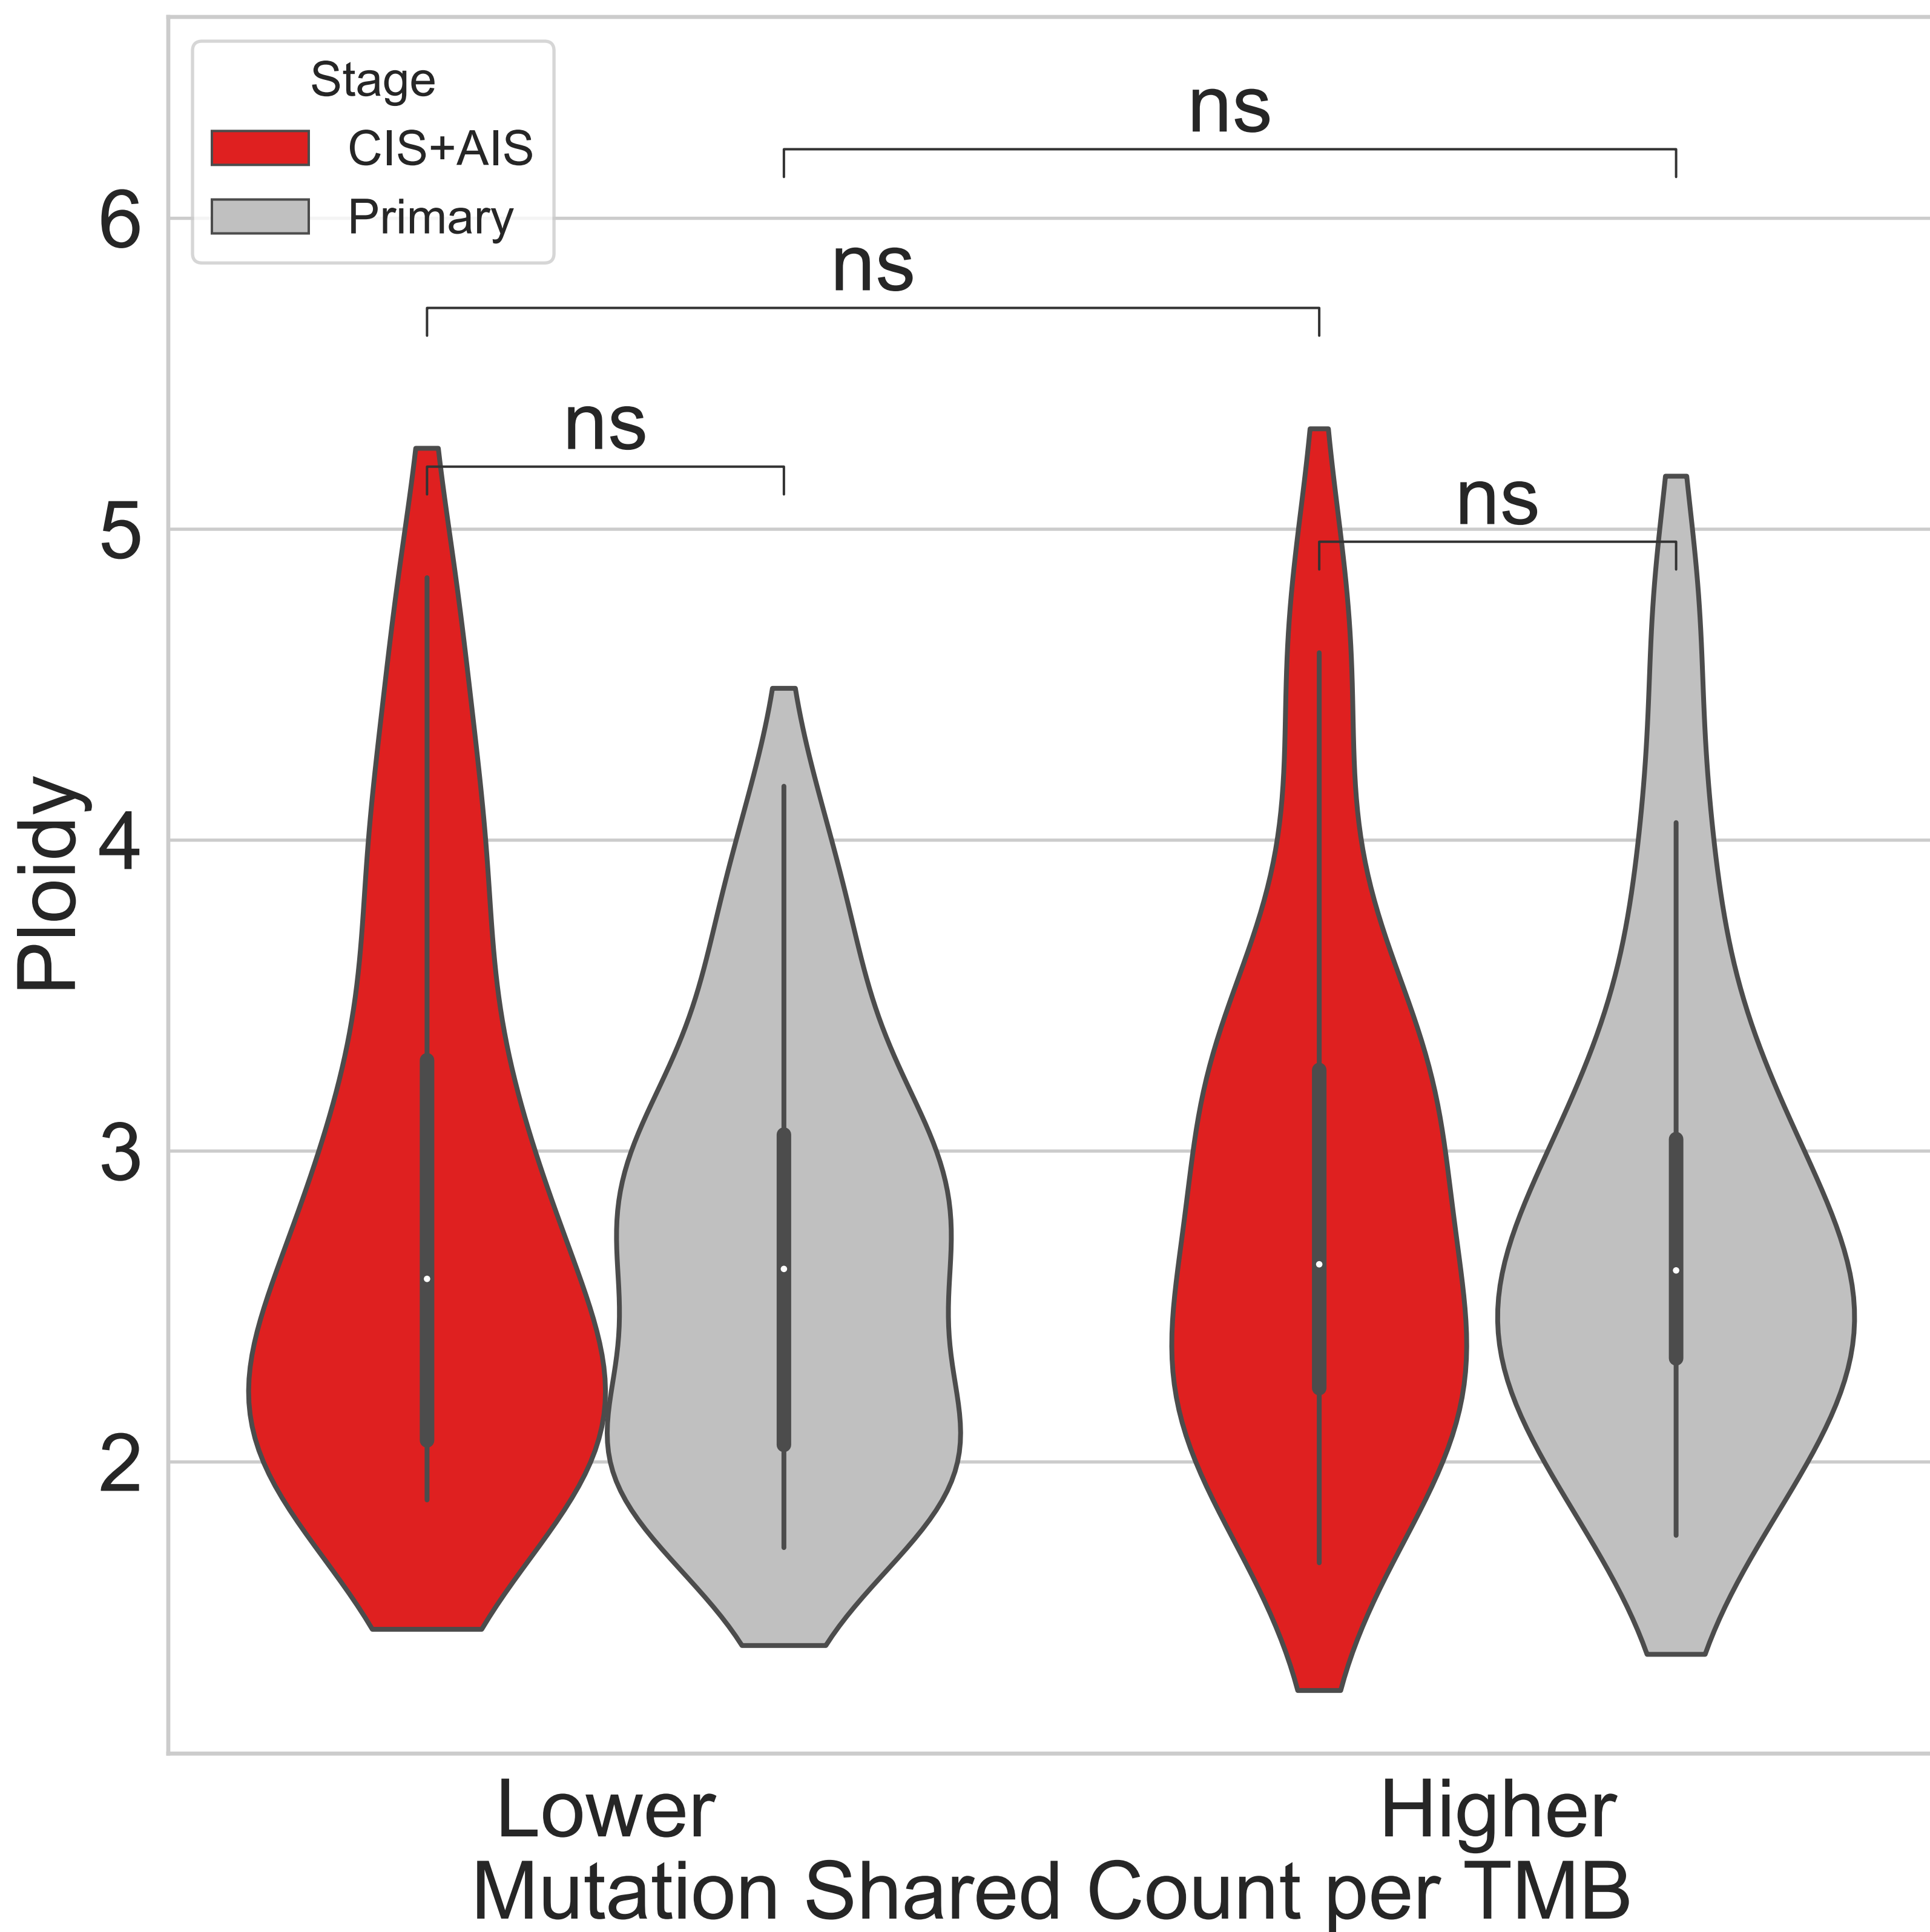 Stage
CIS+AIS
Primary
ns
ns
ns
ns
6
5
4
3
2
Ploidy
Lower
Higher
Mutation Shared Count per TMB